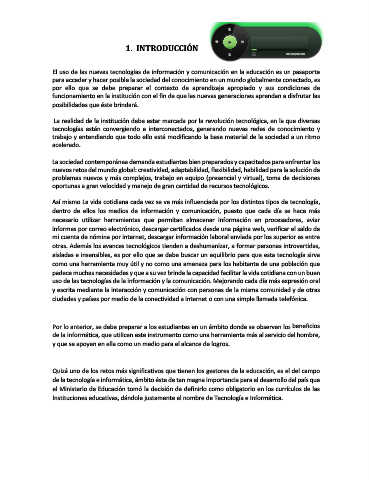 1. INTRODUCCIÓN
El uso de las nuevas tecnologías de información y comunicación en la educación es un pasaporte
para acceder y hacer posible la sociedad del conocimiento en un mundo globalmente conectado, es
por ello que se debe preparar el contexto de aprendizaje apropiado y sus condiciones de
funcionamiento en la institución con el fin de que las nuevas generaciones aprendan a disfrutar las
posibilidades que éste brindará.
La realidad de la institución debe estar marcada por la revolución tecnológica, en la que diversas
tecnologías están convergiendo e interconectados, generando nuevas redes de conocimiento y
trabajo y entendiendo que todo ello está modificando la base material de la sociedad a un ritmo
acelerado.
La sociedad contemporánea demanda estudiantes bien preparados y capacitados para enfrentar los
nuevos retos del mundo global: creatividad, adaptabilidad, flexibilidad, habilidad para la solución de
problemas nuevos y más complejos, trabajo en equipo (presencial y virtual), toma de decisiones
oportunas a gran velocidad y manejo de gran cantidad de recursos tecnológicos.
Así mismo La vida cotidiana cada vez se ve más influenciada por los distintos tipos de tecnología,
dentro de ellos los medios de información y comunicación, puesto que cada día se hace más
necesario utilizar herramientas que permitan almacenar información en procesadores, aviar
informes por correo electrónico, descargar certificados desde una página web, verificar el saldo de
mi cuenta de nómina por internet, descargar información laboral enviada por los superior es entre
otras. Además los avances tecnológicos tienden a deshumanizar, a formar personas introvertidas,
aisladas e insensibles, es por ello que se debe buscar un equilibrio para que esta tecnología sirva
como una herramienta muy útil y no como una amenaza para los habitante de una población que
padece muchas necesidades y que a su vez brinde la capacidad facilitar la vida cotidiana con un buen
uso de las tecnologías de la información y la comunicación. Mejorando cada día más expresión oral
y escrita mediante la interacción y comunicación con personas de la misma comunidad y de otras
ciudades y países por medio de la conectividad a internet o con una simple llamada telefónica.
Por lo anterior, se debe preparar a los estudiantes en un ámbito donde se observen los beneficios
de la informática, que utilicen este instrumento como una herramienta más al servicio del hombre,
y que se apoyen en ella como un medio para el alcance de logros.
Quizá uno de los retos más significativos que tienen los gestores de la educación, es el del campo
de la tecnología e informática, ámbito éste de tan magna importancia para el desarrollo del país que
el Ministerio de Educación tomó la decisión de definirlo como obligatorio en los currículos de las
Instituciones educativas, dándole justamente el nombre de Tecnología e Informática.